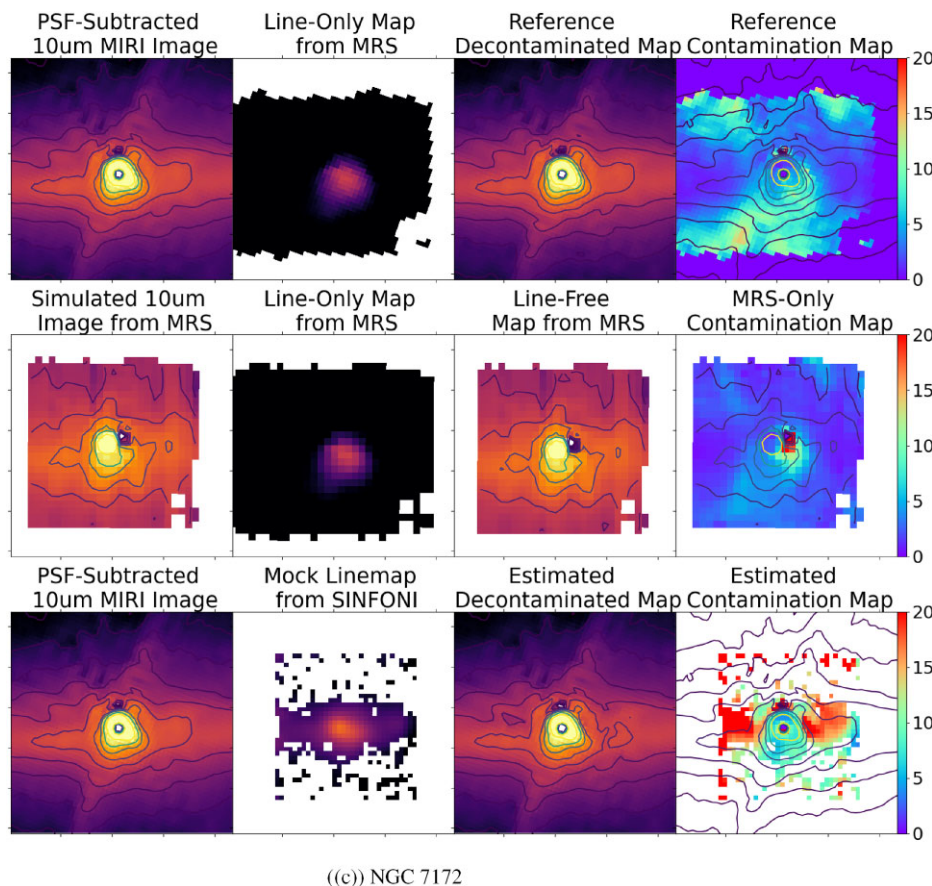 PSF-Subtracted
10um MIRI Image
Line-Only Map
from MRS
Reference
Decontaminated Map
Reference
Contamination Map
20
15
10
5
0
Simulated 10um
Image from MRS
Line-Only Map
from MRS
Line-Free
Map from MRS
MRS-Only
Contamination Map
20
15
10
5
0
PSF-Subtracted
10um MIRI Image
Mock Linemap
from SINFONI
Estimated
Decontaminated Map
Estimated
Contamination Map
20
15
10
5
0
((c)) NGC 7172